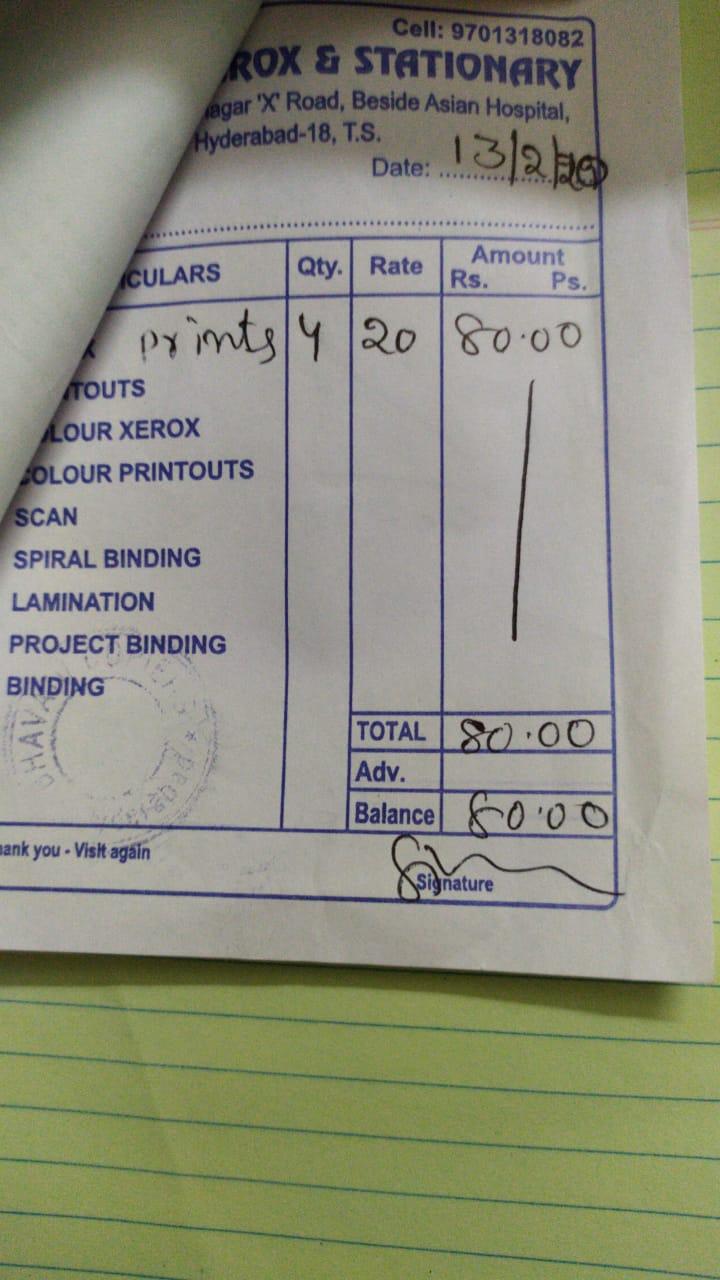 Cell: 9701318082
ROX & STATIONARY
agar 'X' Road, Beside Asian Hospital,
Hyderabad-18, T.S.
Date: 13/2/20
ICULARS Qty. Rate Amount
Rs. Ps.
X prints 4 20 80.00
TOUTS
LOUR XEROX
COLOUR PRINTOUTS
SCAN
SPIRAL BINDING
LAMINATION
PROJECT BINDING
BINDING
TOTAL 80.00
Adv.
Balance 80.00
ank you - Visit again
Signature